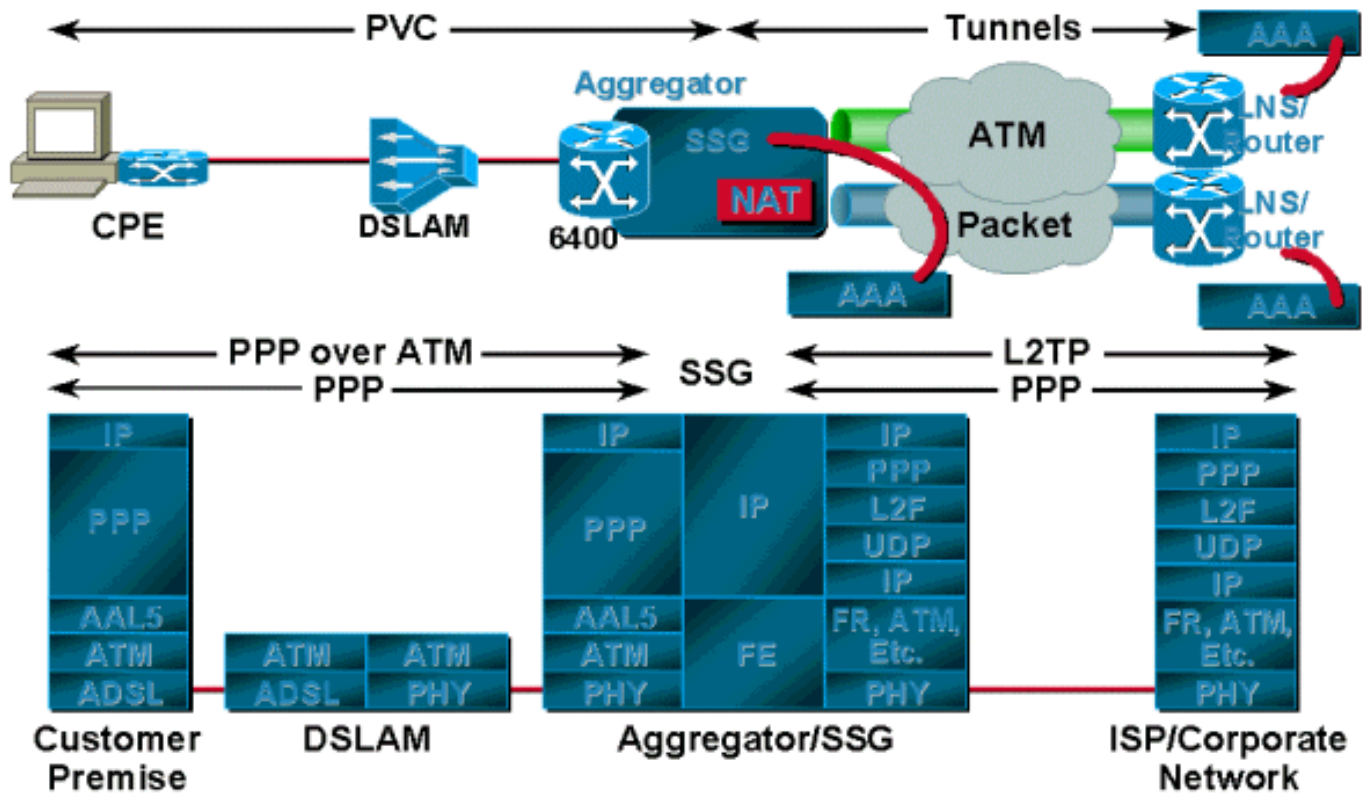 PVC
Tunnels
AAA
Aggregator
SSG
NAT
ATM
LNS/
Router
CPE
DSLAM
6400
Packet
LNS/
Router
AAA
AAA
PPP over ATM
SSG
L2TP
PPP
PPP
IP
PPP
AAL5
ATM
ADSL
ATM
ATM
ADSL
PHY
IP
PPP
AAL5
ATM
PHY
IP
FE
IP
PPP
L2F
UDP
IP
FR, ATM,
Etc.
PHY
IP
PPP
L2F
UDP
IP
FR, ATM,
Etc.
PHY
Customer
Premise
DSLAM
Aggregator/SSG
ISP/Corporate
Network